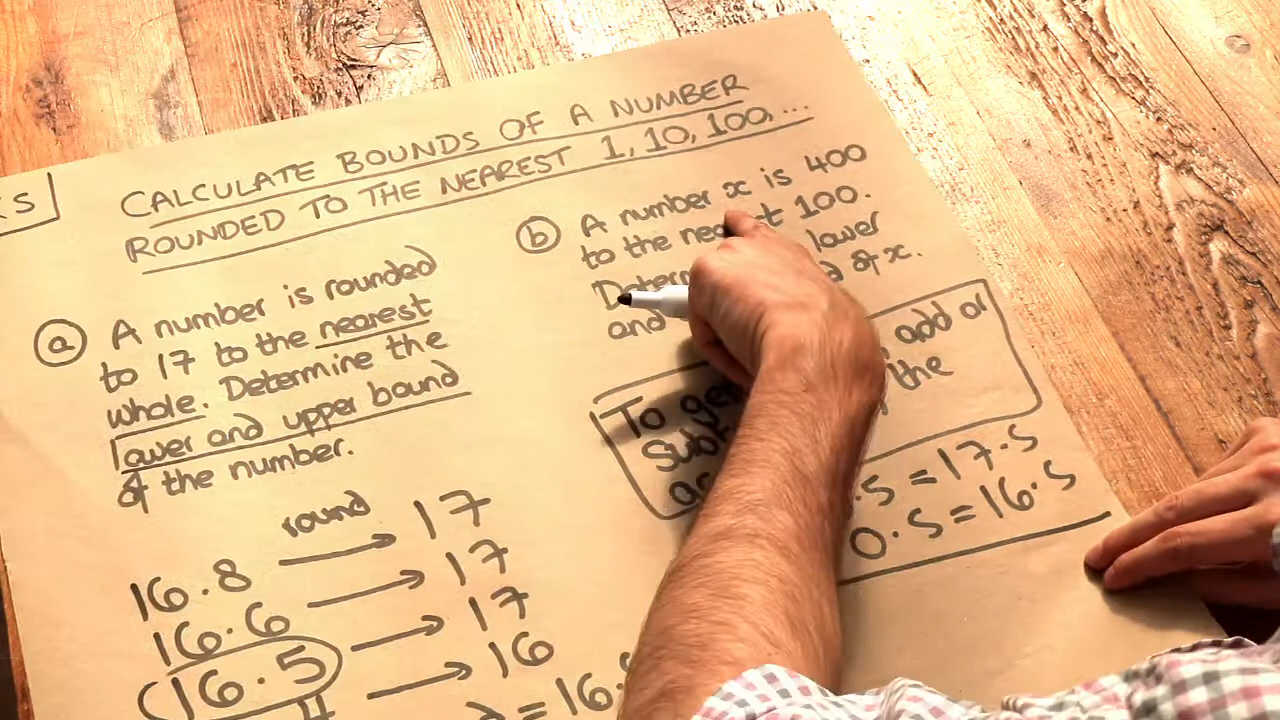 CALCULATE BOUNDS OF A NUMBER
ROUNDED TO THE NEAREST 1, 10, 100, ...
a A number is rounded
to 17 to the nearest
whole. Determine the
lower and upper bound
of the number.
round
16.8 → 17
16.6 → 17
16.5 → 17
→ 16
= 16.
b A number x is 400
to the 100.
lower
and of x.
To add or
the
.5 = 17.5
0.5 = 16.5